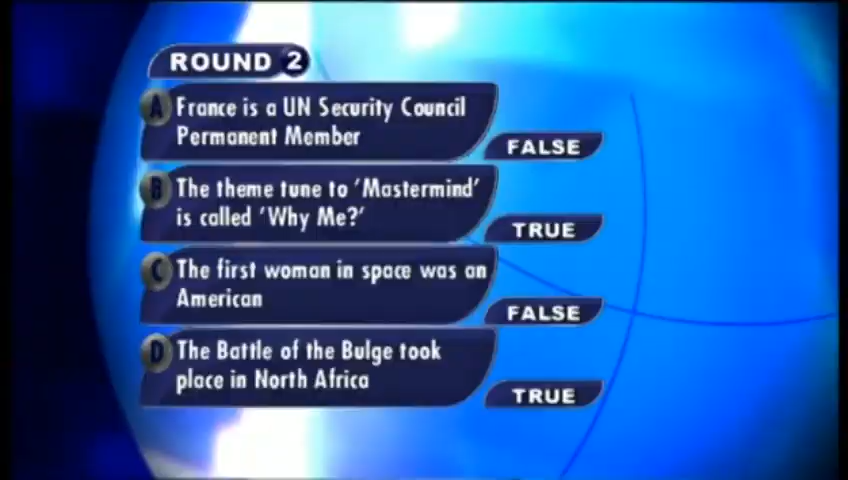 ROUND 2
A France is a UN Security Council
Permanent Member
FALSE
B The theme tune to 'Mastermind'
is called 'Why Me?'
TRUE
C The first woman in space was an
American
FALSE
D The Battle of the Bulge took
place in North Africa
TRUE